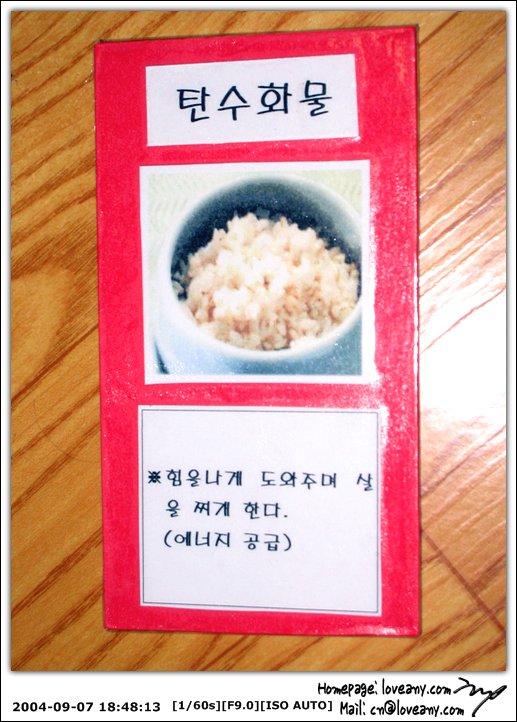 탄수화물
※힘을나게 도와주며 살
을 찌게 한다.
(에너지 공급)
Homepage: loveany.com
2004-09-07 18:48:13 [1/60s][F9.0][ISO AUTO] Mail: cn@loveany.com